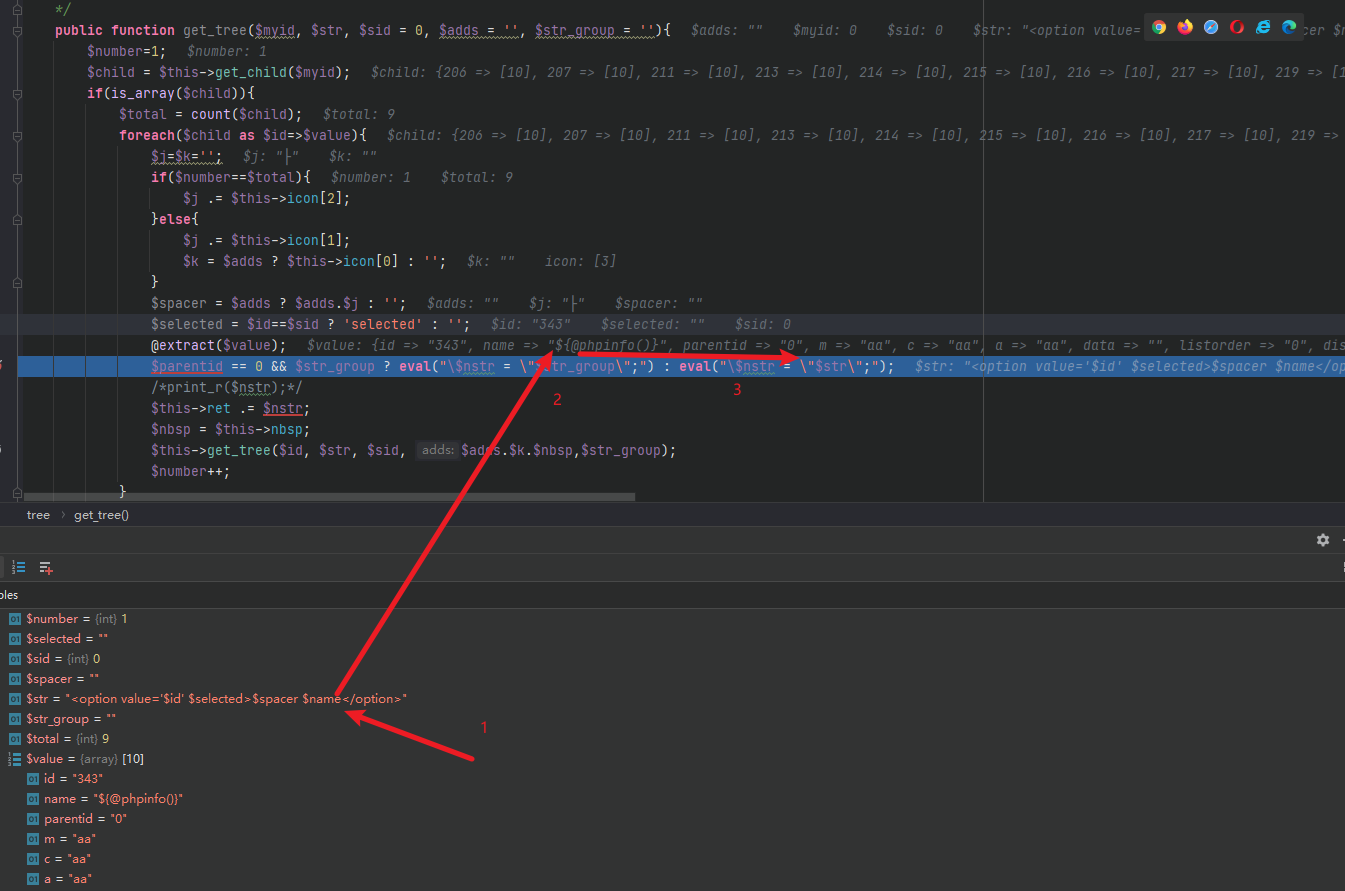 */
public function get_tree($myid, $str, $sid = 0, $adds = '', $str_group = ''){ $adds: "" $myid: 0 $sid: 0 $str: "<option value=
$number=1; $number: 1
$child = $this->get_child($myid); $child: {206 => [10], 207 => [10], 211 => [10], 213 => [10], 214 => [10], 215 => [10], 216 => [10], 217 => [10], 219 => [1
if(is_array($child)){
$total = count($child); $total: 9
foreach($child as $id=>$value){ $child: {206 => [10], 207 => [10], 211 => [10], 213 => [10], 214 => [10], 215 => [10], 216 => [10], 217 => [10], 219 =>
$j=$k=''; $j: "├" $k: ""
if($number==$total){ $number: 1 $total: 9
$j .= $this->icon[2];
}else{
$j .= $this->icon[1];
$k = $adds ? $this->icon[0] : ''; $k: "" icon: [3]
}
$spacer = $adds ? $adds.$j : ''; $adds: "" $j: "├" $spacer: ""
$selected = $id==$sid ? 'selected' : ''; $id: "343" $selected: "" $sid: 0
@extract($value); $value: {id => "343", name => "${@phpinfo()}", parentid => "0", m => "aa", c => "aa", a => "aa", data => "", listorder => "0", dis
$parentid == 0 && $str_group ? eval("\$nstr = \"$str_group\";") : eval("\$nstr = \"$str\";"); $str: "<option value='$id' $selected>$spacer $name</op
/*print_r($nstr);*/
2
3
$this->ret .= $nstr;
$nbsp = $this->nbsp;
$this->get_tree($id, $str, $sid, adds: $adds.$k.$nbsp,$str_group);
$number++;
}
tree › get_tree()
bles
$number = {int} 1
$selected = ""
$sid = {int} 0
$spacer = ""
$str = "<option value='$id' $selected>$spacer $name</option>"
$str_group = ""
1
$total = {int} 9
$value = {array} [10]
id = "343"
name = "${@phpinfo()}"
parentid = "0"
m = "aa"
c = "aa"
a = "aa"